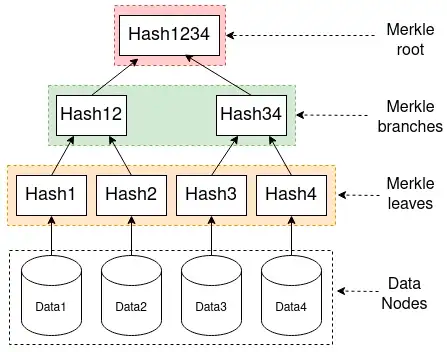 Hash1234
Merkle
root
Hash12
Hash34
Merkle
branches
Hash1
Hash2
Hash3
Hash4
Merkle
leaves
Data1
Data2
Data3
Data4
Data
Nodes